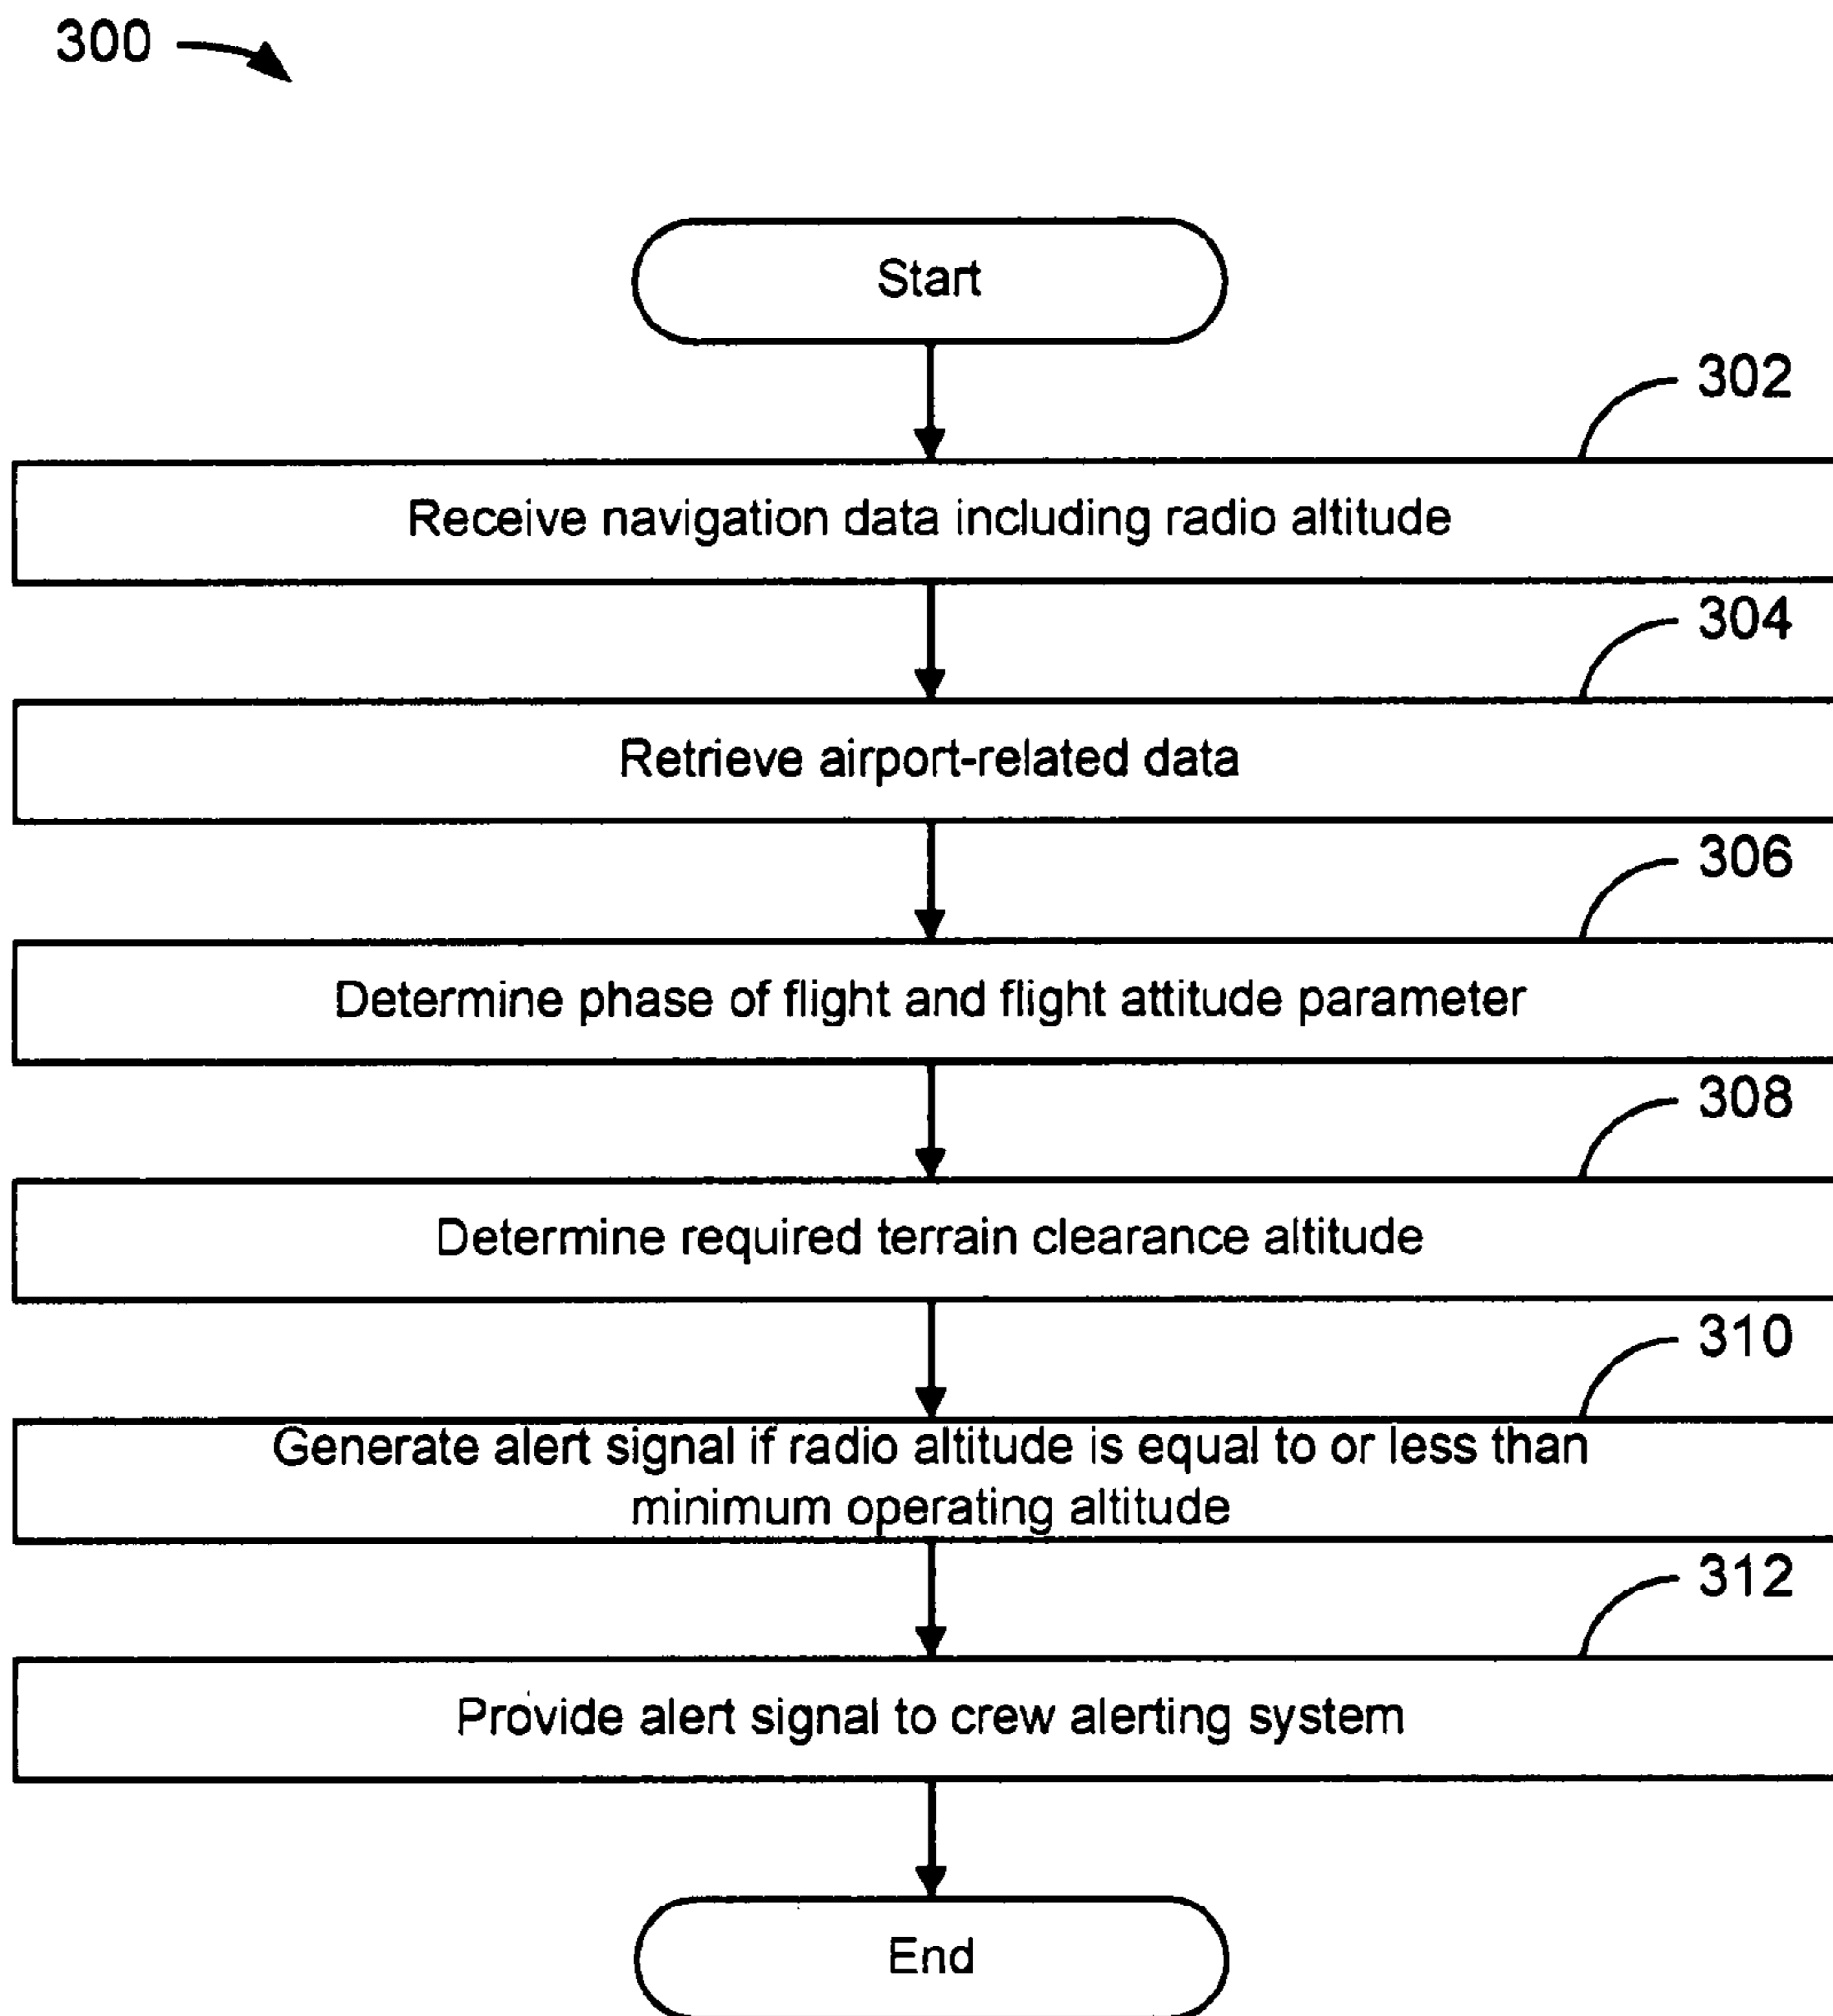 300
Start
302
Receive navigation data including radio altitude
304
Retrieve airport-related data
306
Determine phase of flight and flight attitude parameter
308
Determine required terrain clearance altitude
310
Generate alert signal if radio altitude is equal to or less than
minimum operating altitude
312
Provide alert signal to crew alerting system
End